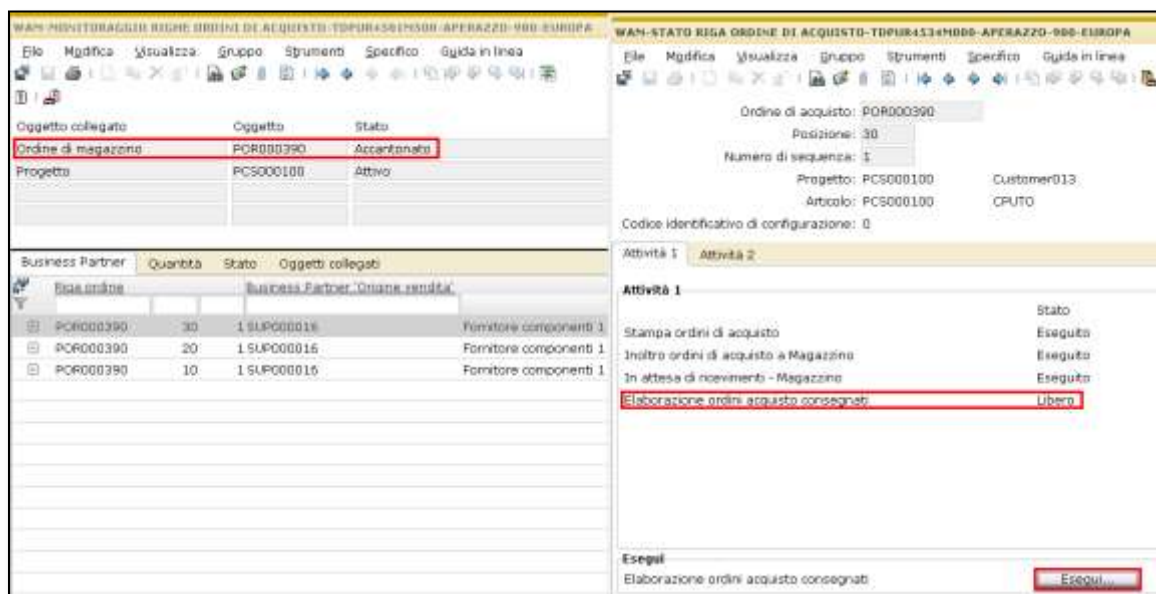 WAM-MONITORAGGIO RIGHE ORDINI DI ACQUISTO-TDPUR4501M500-APERAZZO-900-EUROPA
File Modifica Visualizza Gruppo Strumenti Specifico Guida in linea
Oggetto collegato Oggetto Stato
Ordine di magazzino POR000390 Accantonato
Progetto PCS000100 Attivo
Business Partner Quantità Stato Oggetti collegati
Riga ordine Business Partner 'Origine vendita'
POR000390 30 1 SUP000016 Fornitore componenti 1
POR000390 20 1 SUP000016 Fornitore componenti 1
POR000390 10 1 SUP000016 Fornitore componenti 1
WAM-STATO RIGA ORDINE DI ACQUISTO-TDPUR4534M000-APERAZZO-900-EUROPA
File Modifica Visualizza Gruppo Strumenti Specifico Guida in linea
Ordine di acquisto: POR000390
Posizione: 30
Numero di sequenza: 1
Progetto: PCS000100 Customer013
Articolo: PCS000100 CPUTO
Codice identificativo di configurazione: 0
Attività 1 Attività 2
Attività 1
Stato
Stampa ordini di acquisto Eseguito
Inoltro ordini di acquisto a Magazzino Eseguito
In attesa di ricevimenti - Magazzino Eseguito
Elaborazione ordini acquisto consegnati Libero
Esegui
Elaborazione ordini acquisto consegnati Esegui...